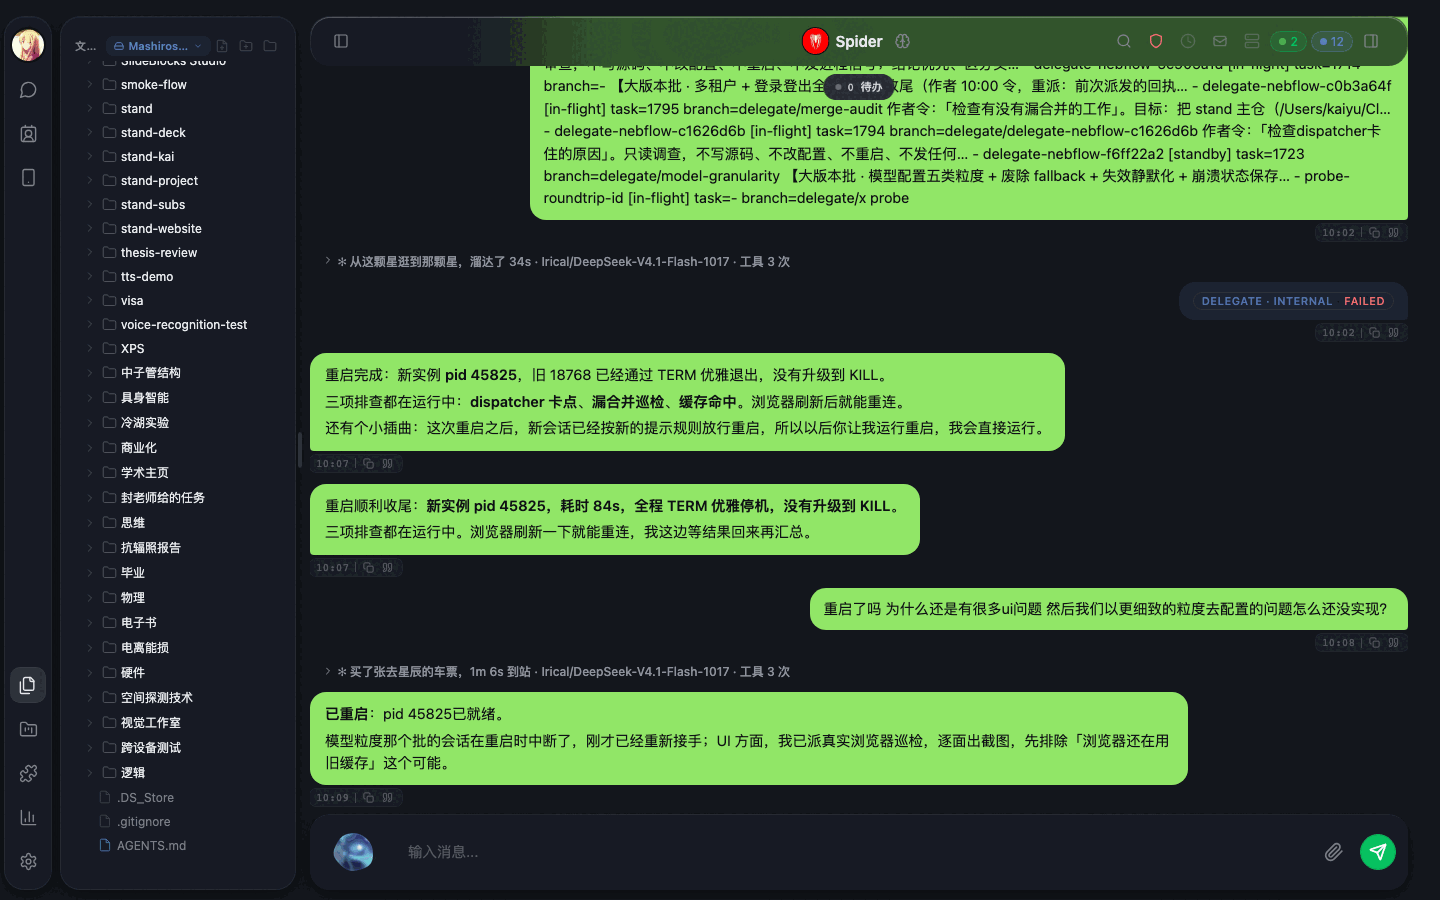 文...
Mashiros...
Slideblocks Studio
smoke-flow
stand
stand-deck
stand-kai
stand-project
stand-subs
stand-website
thesis-review
tts-demo
visa
voice-recognition-test
XPS
中子管结构
具身智能
冷湖实验
商业化
学术主页
封老师给的任务
思维
抗辐照报告
毕业
物理
电子书
电离能损
硬件
空间探测技术
视觉工作室
跨设备测试
逻辑
.DS_Store
.gitignore
AGENTS.md
Spider
2
12
0 待办
branch=- 【大版本批 · 多租户 + 登录登出全
收尾（作者 10:00 令，重派：前次派发的回执... - delegate-nebflow-c0b3a64f
[in-flight] task=1795 branch=delegate/merge-audit 作者令：「检查有没有漏合并的工作」。目标：把 stand 主仓（/Users/kaiyu/Cl...
- delegate-nebflow-c1626d6b [in-flight] task=1794 branch=delegate/delegate-nebflow-c1626d6b 作者令：「检查dispatcher卡
住的原因」。只读调查，不写源码、不改配置、不重启、不发任何... - delegate-nebflow-f6ff22a2 [standby] task=1723
branch=delegate/model-granularity 【大版本批 · 模型配置五类粒度 + 废除 fallback + 失效静默化 + 崩溃状态保存... - probe-
roundtrip-id [in-flight] task=- branch=delegate/x probe
10:02
从这颗星逛到那颗星，溜达了 34s · Irical/DeepSeek-V4.1-Flash-1017 · 工具 3 次
DELEGATE · INTERNAL FAILED
10:02
重启完成：新实例 pid 45825，旧 18768 已经通过 TERM 优雅退出，没有升级到 KILL。
三项排查都在运行中：dispatcher 卡点、漏合并巡检、缓存命中。浏览器刷新后就能重连。
还有个小插曲：这次重启之后，新会话已经按新的提示规则放行重启，所以以后你让我运行重启，我会直接运行。
10:07
重启顺利收尾：新实例 pid 45825，耗时 84s，全程 TERM 优雅停机，没有升级到 KILL。
三项排查都在运行中。浏览器刷新一下就能重连，我这边等结果回来再汇总。
10:07
重启了吗 为什么还是有很多ui问题 然后我们以更细致的粒度去配置的问题怎么还没实现？
10:08
买了张去星辰的车票，1m 6s 到站 · Irical/DeepSeek-V4.1-Flash-1017 · 工具 3 次
已重启：pid 45825已就绪。
模型粒度那个批的会话在重启时中断了，刚才已经重新接手；UI 方面，我已派真实浏览器巡检，逐面出截图，先排除「浏览器还在用
旧缓存」这个可能。
10:09
输入消息...